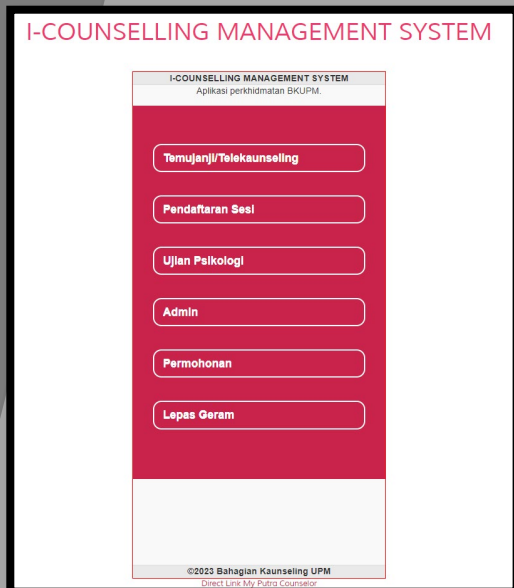 I-COUNSELLING MANAGEMENT SYSTEM
I-COUNSELLING MANAGEMENT SYSTEM
Aplikasi perkhidmatan BKUPM.
Temujanji/Telekaunseling
Pendaftaran Sesi
Ujian Psikologi
Admin
Permohonan
Lepas Geram
©2023 Bahagian Kaunseling UPM
Direct Link My Putra Counselor